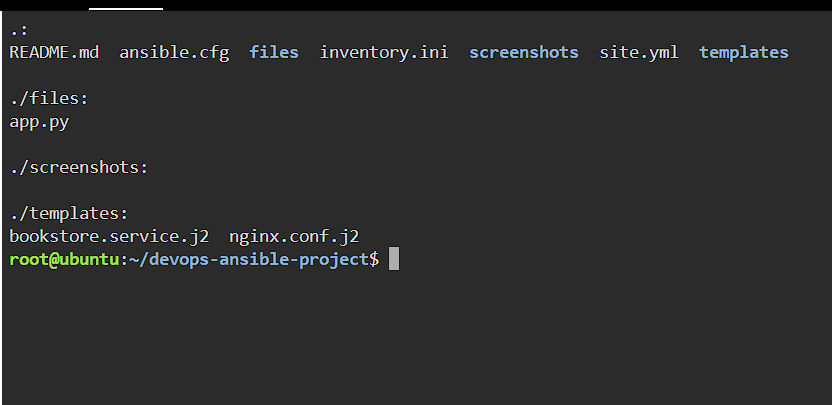 .:
README.md  ansible.cfg  files  inventory.ini  screenshots  site.yml  templates
./files:
app.py
./screenshots:
./templates:
bookstore.service.j2  nginx.conf.j2
root@ubuntu:~/devops-ansible-project$